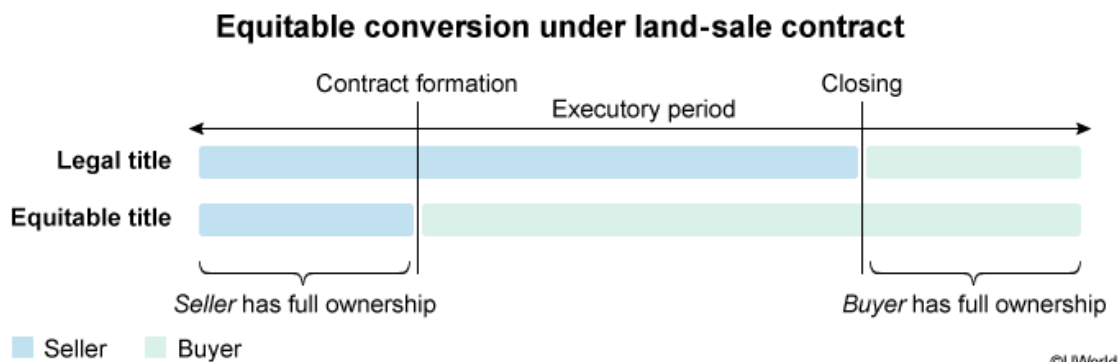 Equitable conversion under land-sale contract
Contract formation
Closing
Executory period
Legal title
Equitable title
Seller has full ownership
Buyer has full ownership
Seller
Buyer
©UWorld